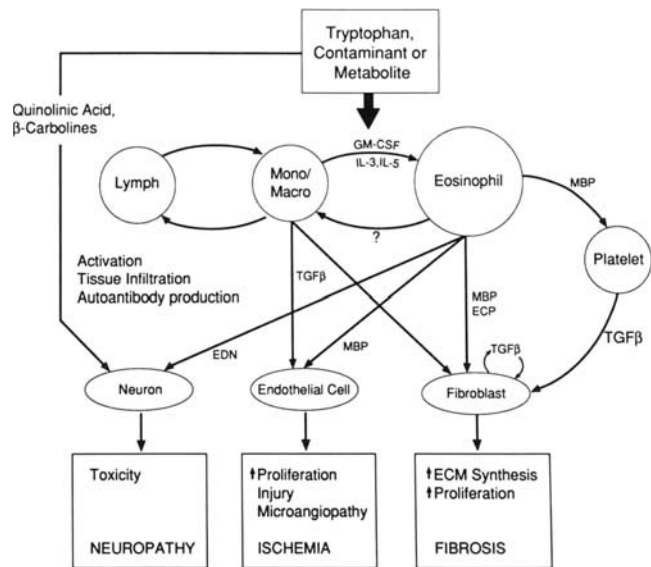 Tryptophan,
Contaminant or
Metabolite
Quinolinic Acid,
β-Carbolines
GM-CSF
IL-3, IL-5
Lymph
Mono/
Macro
Eosinophil
MBP
?
Platelet
Activation
Tissue Infiltration
Autoantibody production
TGFβ
MBP
ECP
TGFβ
TGFβ
EDN
MBP
Neuron
Endothelial Cell
Fibroblast
Toxicity
NEUROPATHY
↑Proliferation
Injury
Microangiopathy
ISCHEMIA
↑ECM Synthesis
↑Proliferation
FIBROSIS